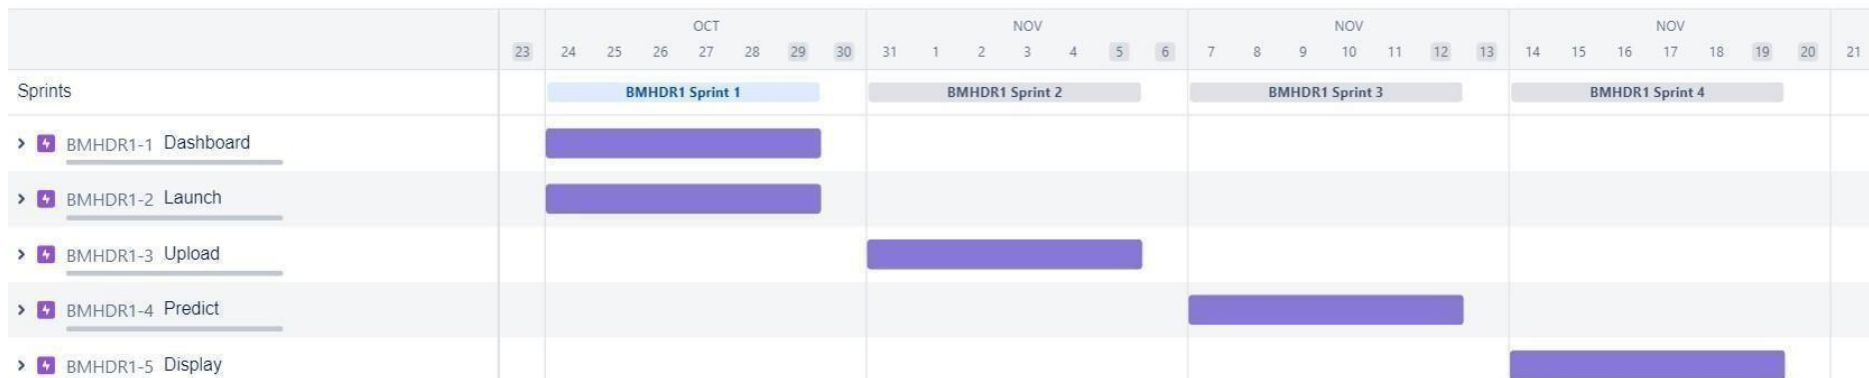 OCT NOV NOV NOV
23 24 25 26 27 28 29 30 31 1 2 3 4 5 6 7 8 9 10 11 12 13 14 15 16 17 18 19 20 21
Sprints BMHDR1 Sprint 1 BMHDR1 Sprint 2 BMHDR1 Sprint 3 BMHDR1 Sprint 4
BMHDR1-1 Dashboard
BMHDR1-2 Launch
BMHDR1-3 Upload
BMHDR1-4 Predict
BMHDR1-5 Display